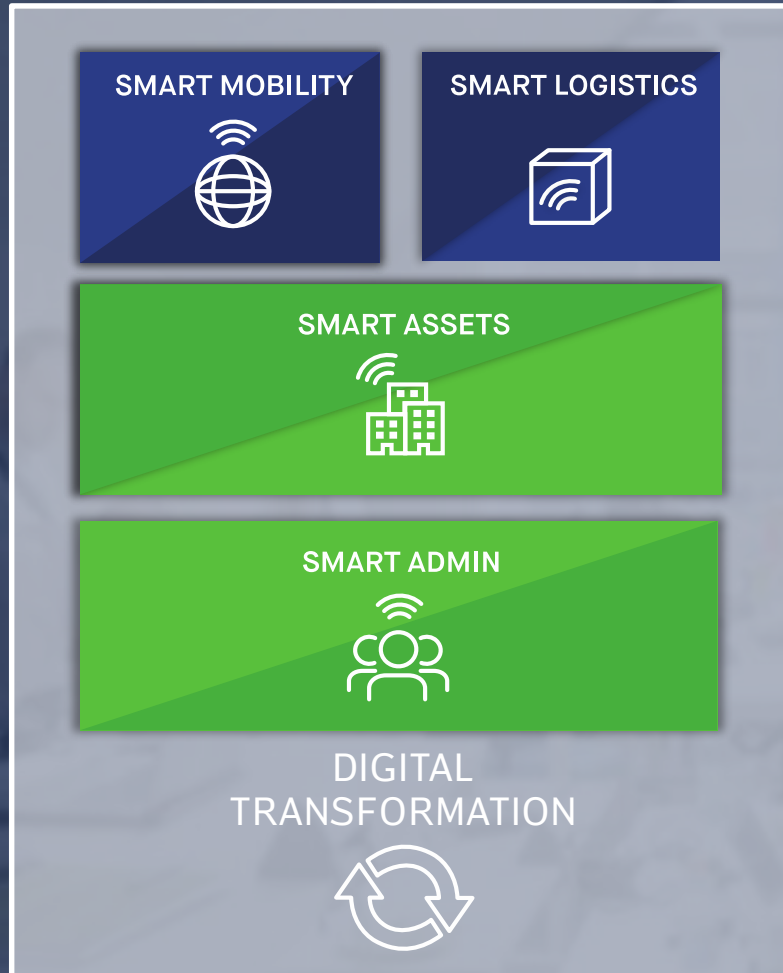 SMART MOBILITY
SMART LOGISTICS
SMART ASSETS
SMART ADMIN
DIGITAL
TRANSFORMATION